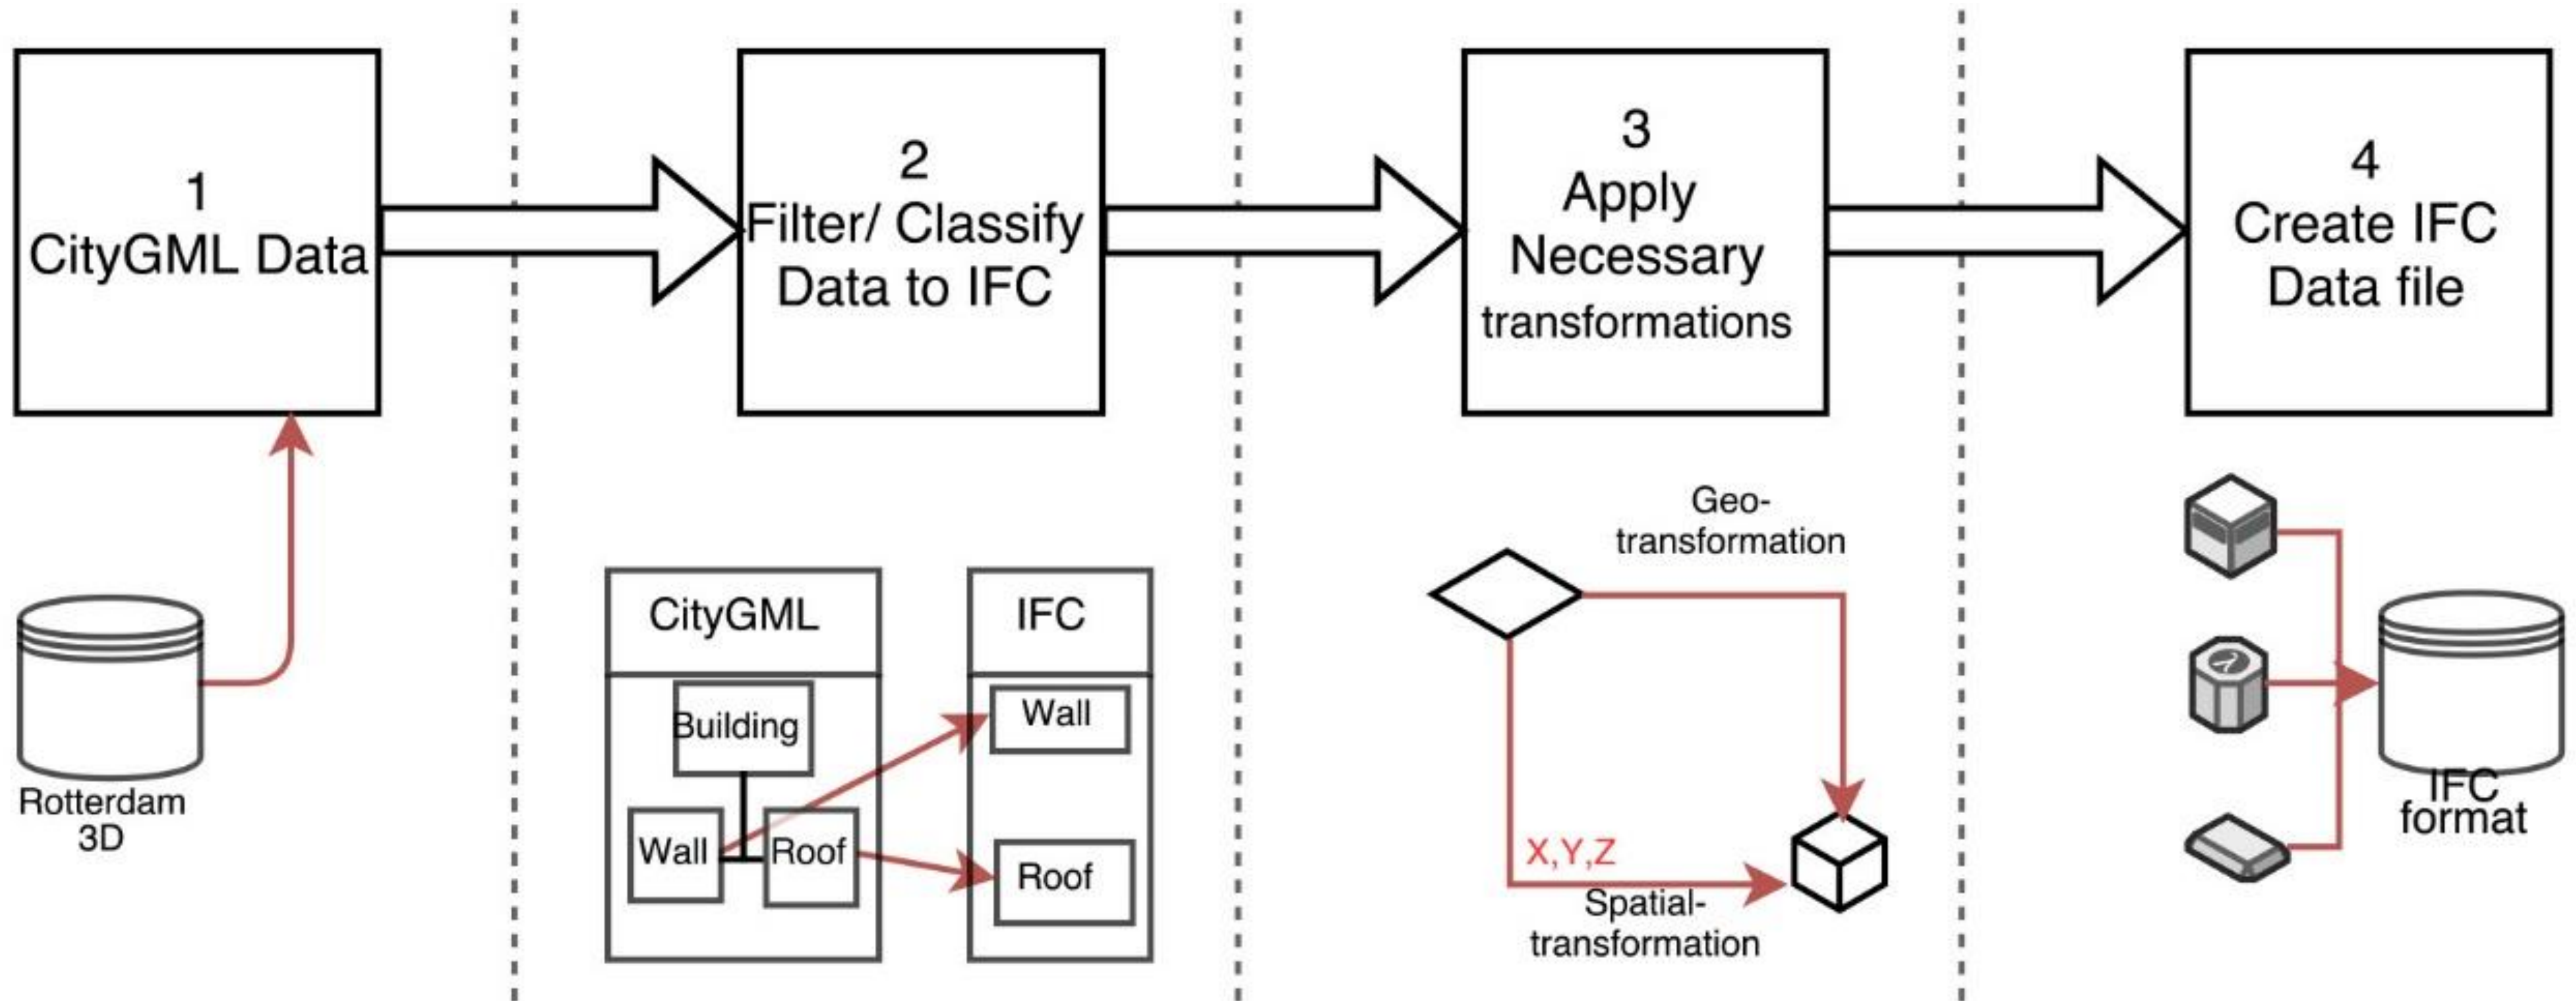 1
CityGML Data
2
Filter/ Classify
Data to IFC
3
Apply
Necessary
transformations
4
Create IFC
Data file
Rotterdam
3D
CityGML
Building
Wall
Roof
IFC
Wall
Roof
Geo-
transformation
X,Y,Z
Spatial-
transformation
λ
IFC
format